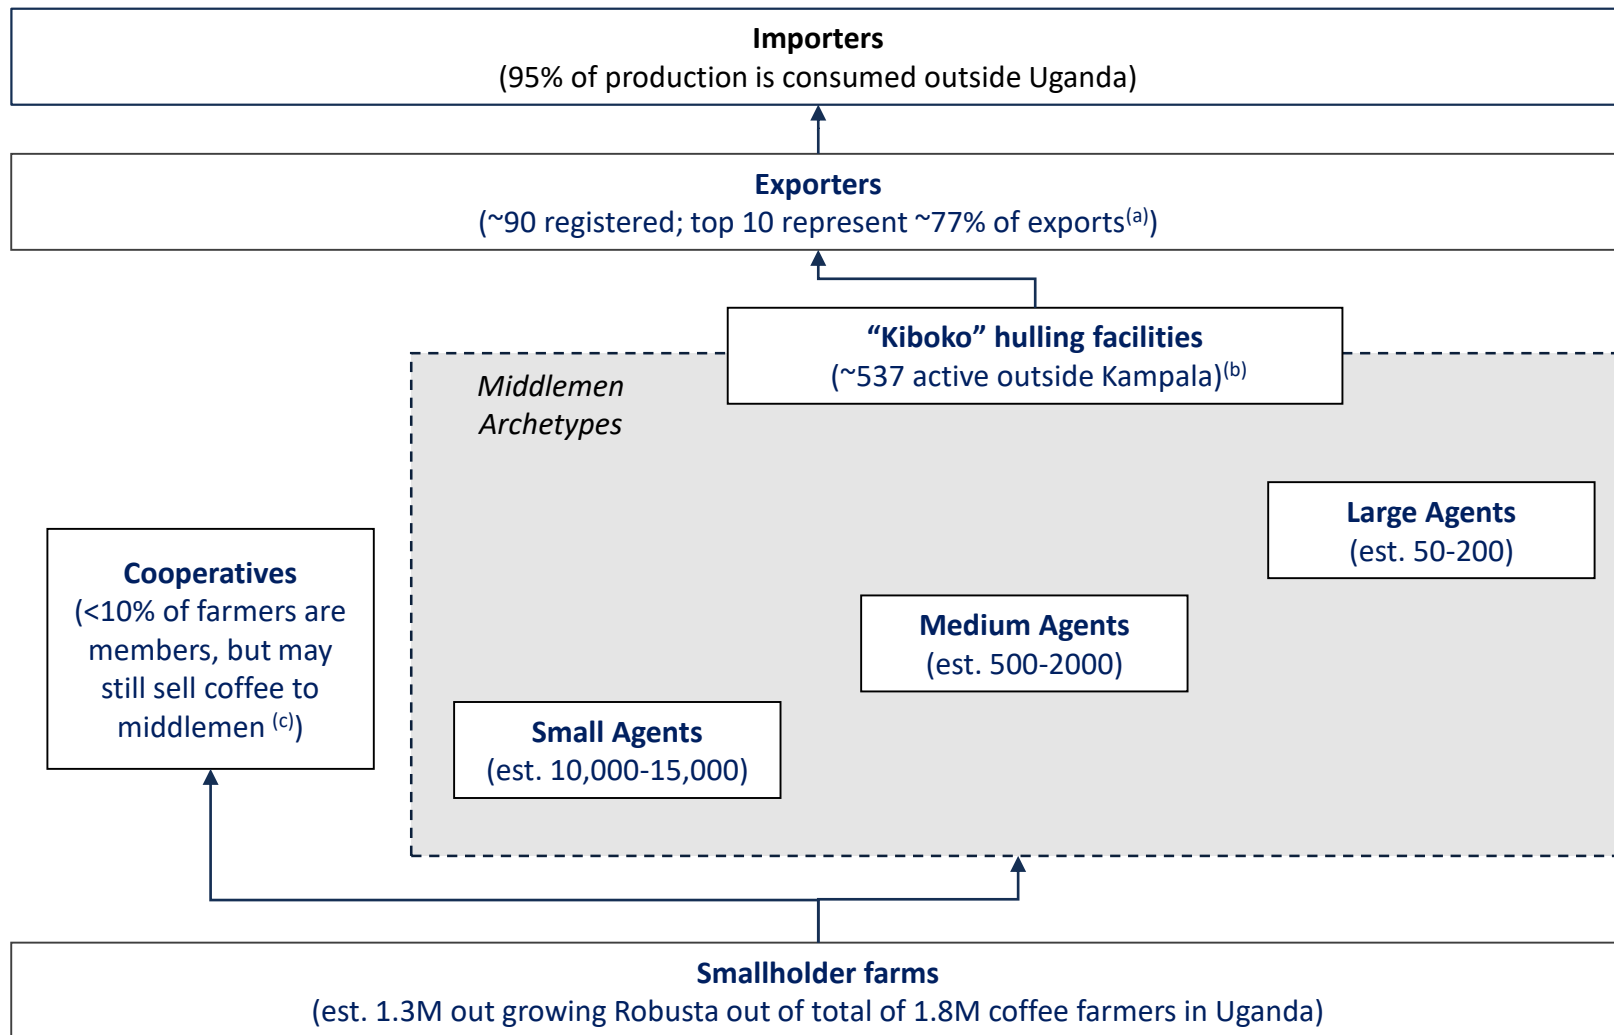 Importers
(95% of production is consumed outside Uganda)
Exporters
(~90 registered; top 10 represent ~77% of exports(a))
“Kiboko” hulling facilities
(~537 active outside Kampala)(b)
Middlemen
Archetypes
Large Agents
(est. 50-200)
Cooperatives
(<10% of farmers are
members, but may
still sell coffee to
middlemen (c))
Medium Agents
(est. 500-2000)
Small Agents
(est. 10,000-15,000)
Smallholder farms
(est. 1.3M out growing Robusta out of total of 1.8M coffee farmers in Uganda)